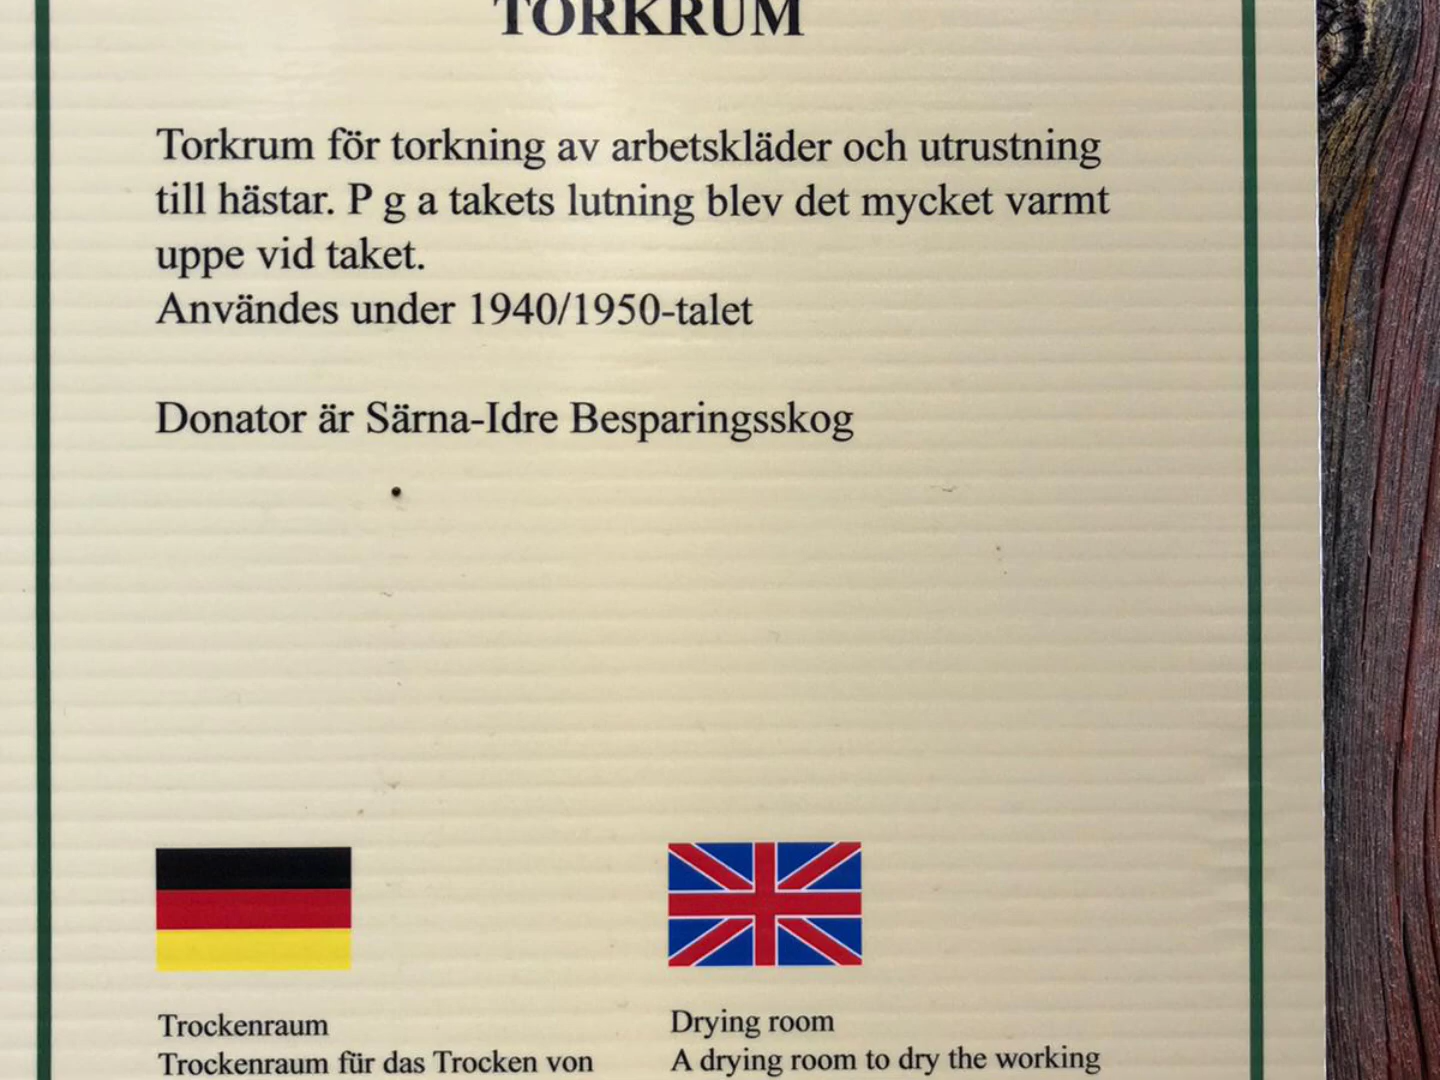 TORKRUM
Torkrum för torkning av arbetskläder och utrustning
till hästar. P g a takets lutning blev det mycket varmt
uppe vid taket.
Användes under 1940/1950-talet
Donator är Särna-Idre Besparingsskog
Trockenraum
Trockenraum für das Trocken von
Drying room
A drying room to dry the working